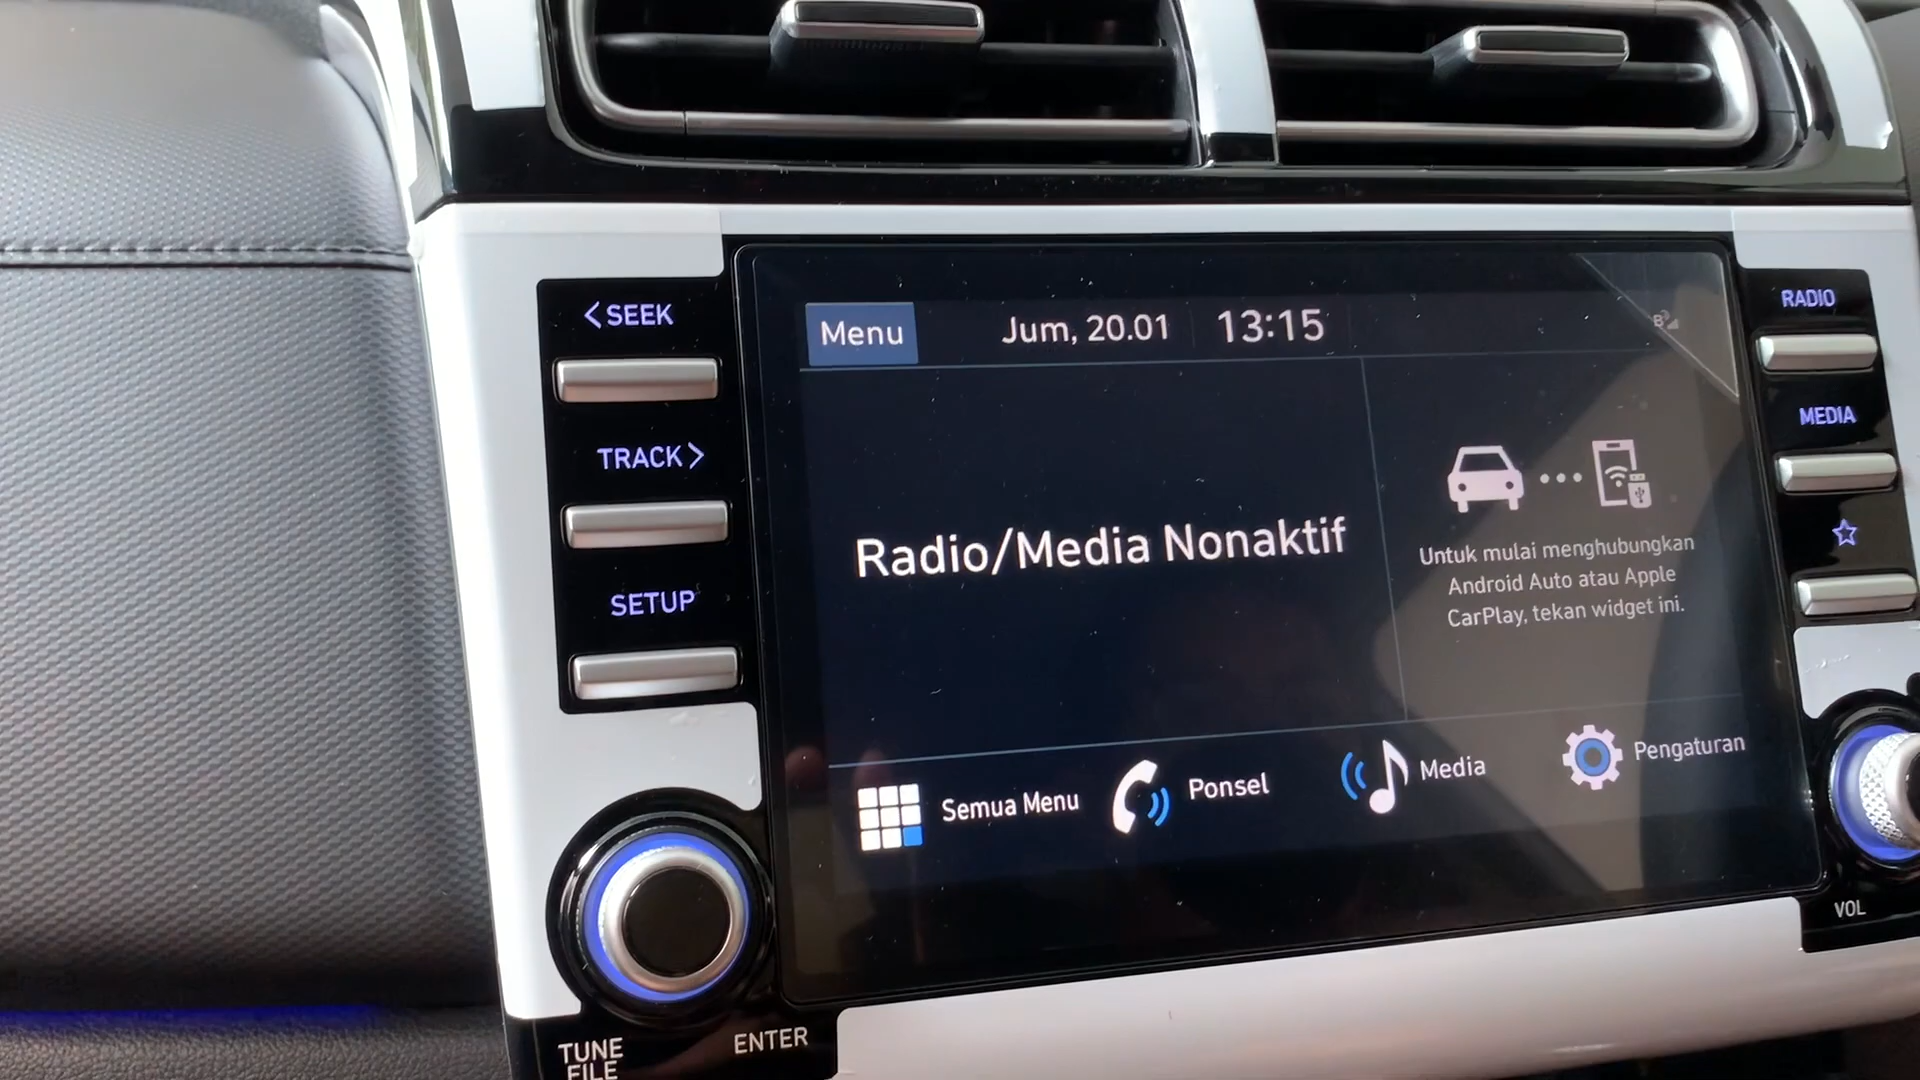 <SEEK
TRACK>
SETUP
TUNE
FILE
ENTER
Menu
Jum, 20.01
13:15
Radio/Media Nonaktif
Untuk mulai menghubungkan
Android Auto atau Apple
CarPlay, tekan widget ini.
Semua Menu
Ponsel
Media
Pengaturan
RADIO
MEDIA
VOL